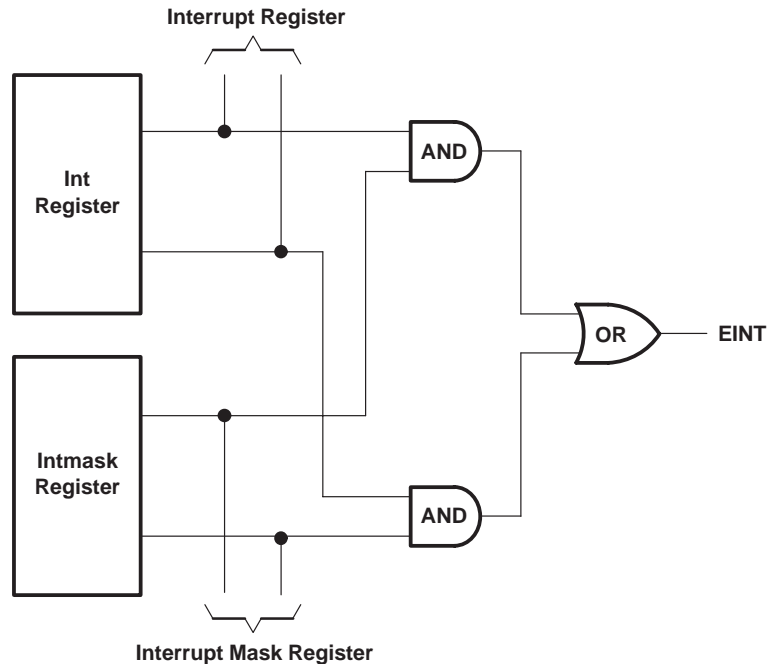 Interrupt Register
Int
Register
AND
OR
EINT
Intmask
Register
AND
Interrupt Mask Register